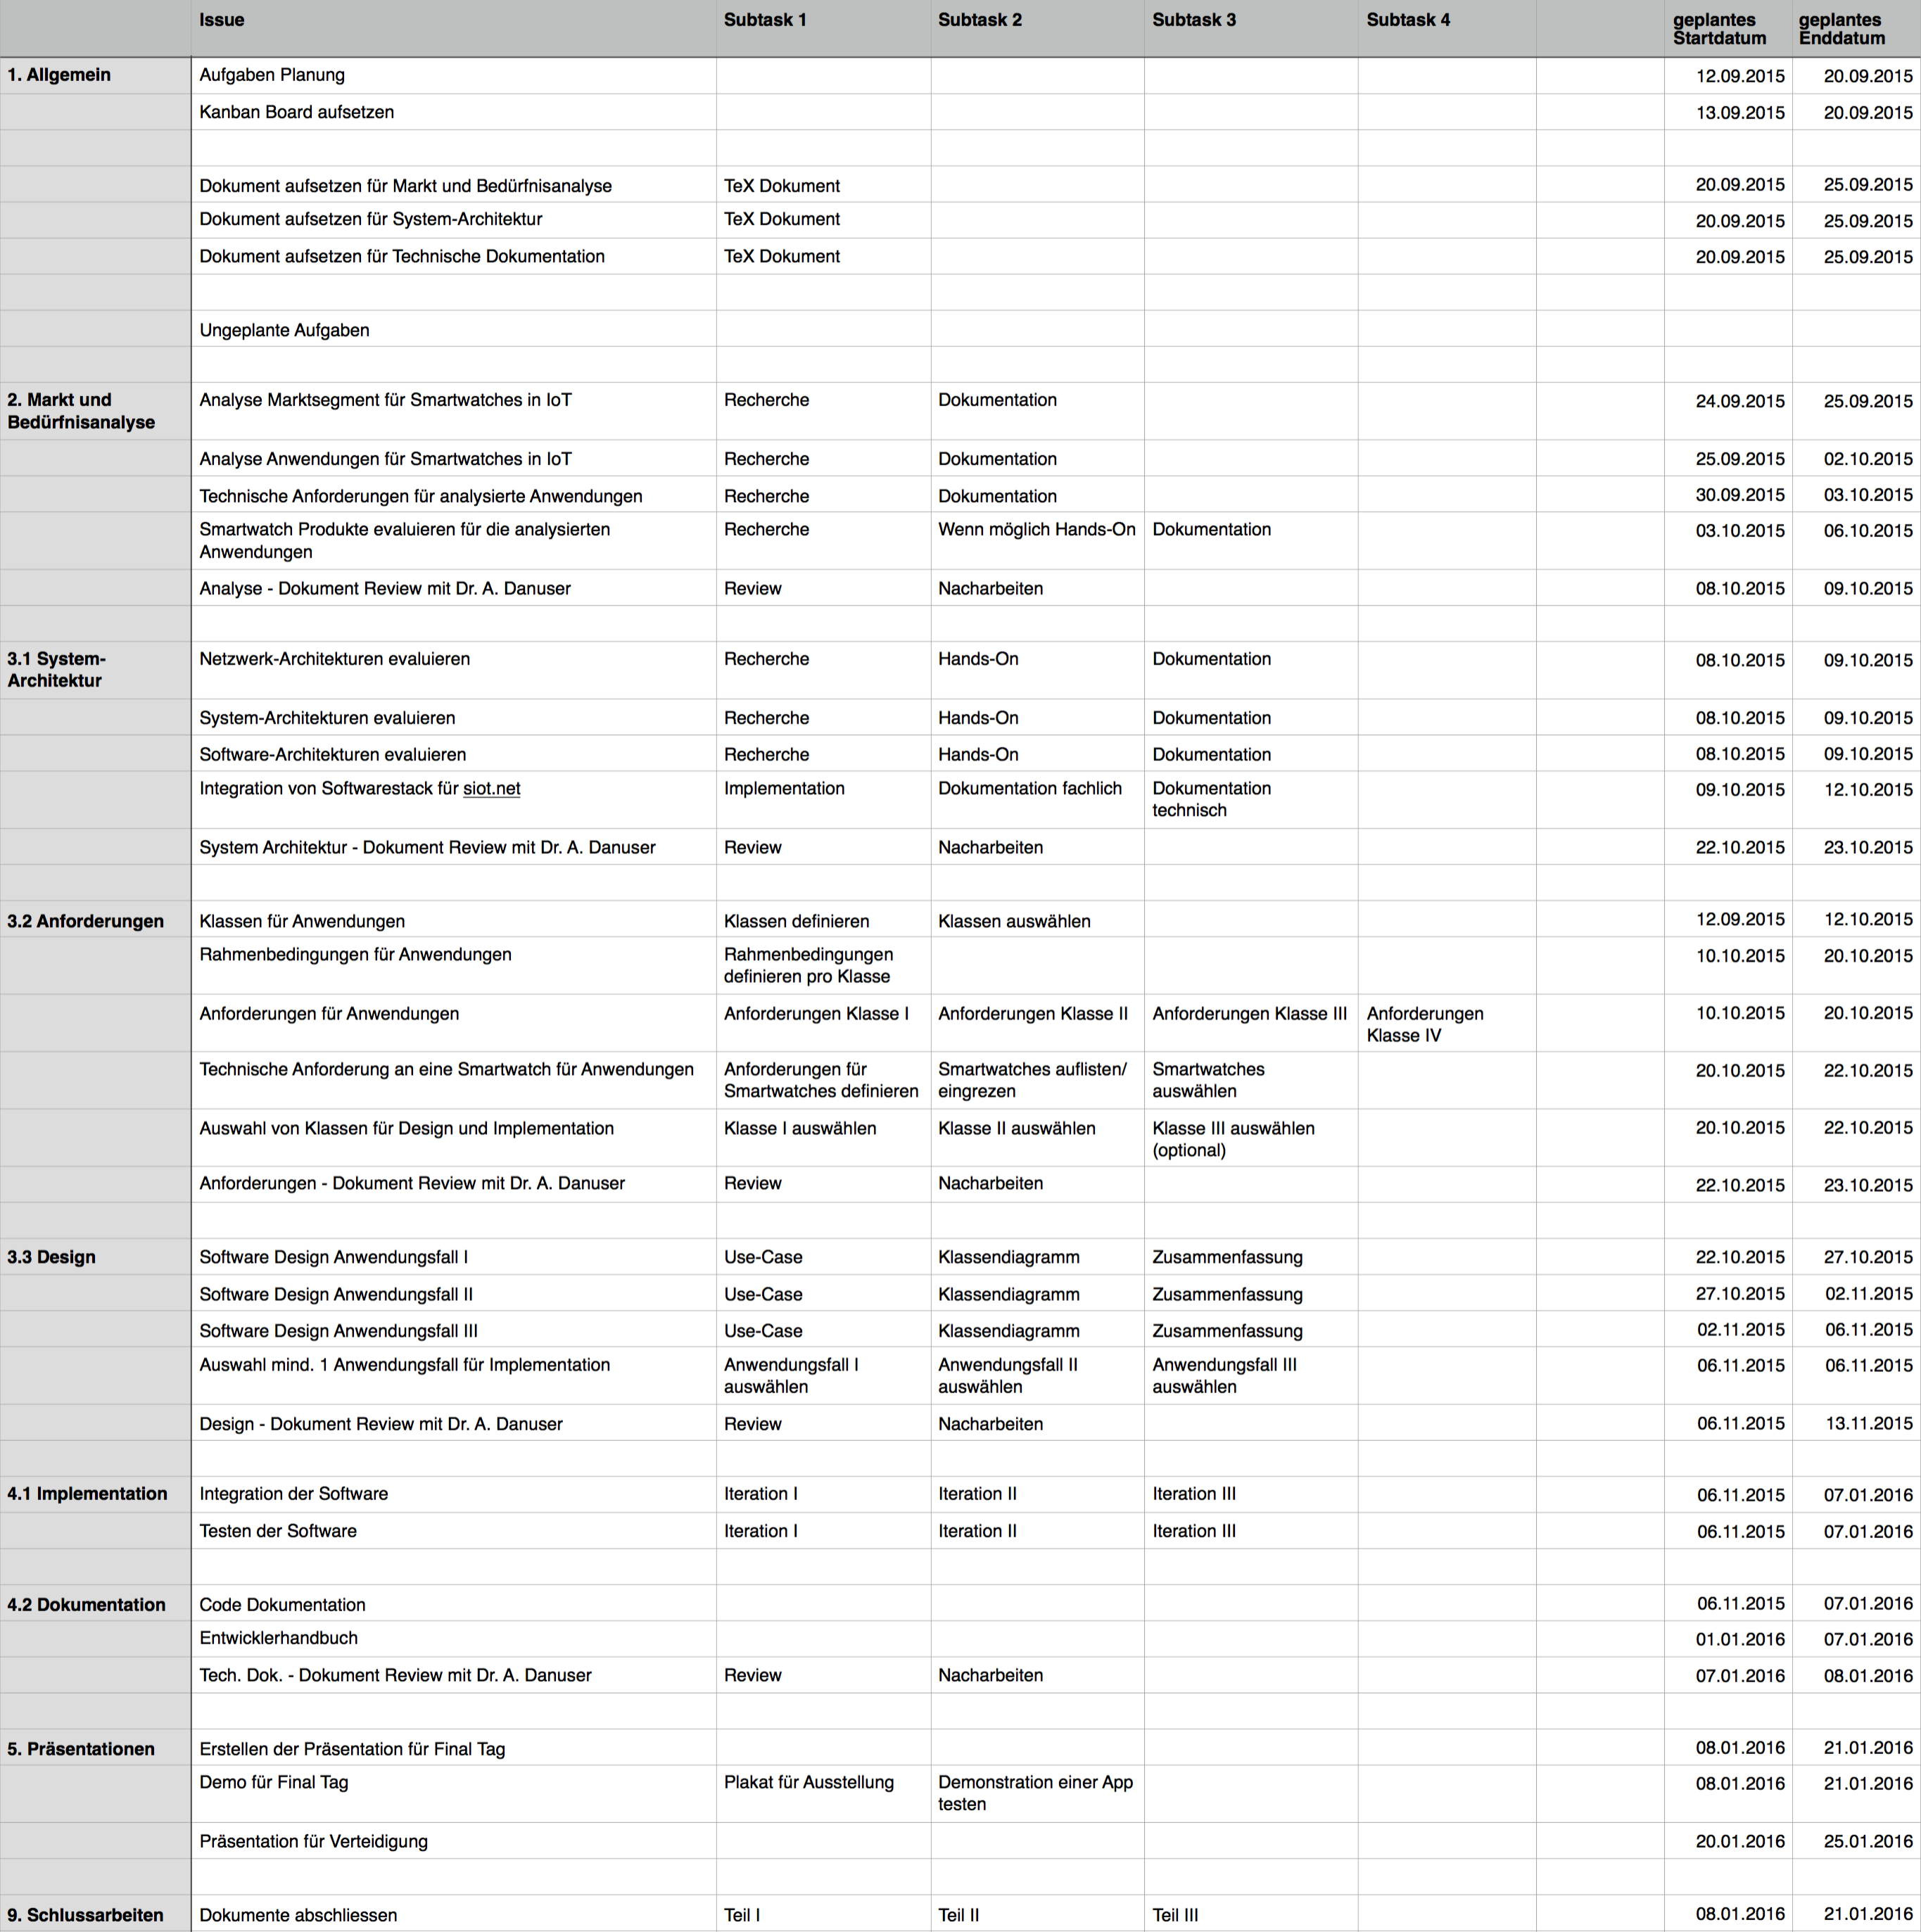 Issue Subtask 1 Subtask 2 Subtask 3 Subtask 4 geplantes Startdatum geplantes Enddatum
1. Allgemein Aufgaben Planung 12.09.2015 20.09.2015
Kanban Board aufsetzen 13.09.2015 20.09.2015
Dokument aufsetzen für Markt und Bedürfnisanalyse TeX Dokument 20.09.2015 25.09.2015
Dokument aufsetzen für System-Architektur TeX Dokument 20.09.2015 25.09.2015
Dokument aufsetzen für Technische Dokumentation TeX Dokument 20.09.2015 25.09.2015
Ungeplante Aufgaben
2. Markt und Bedürfnisanalyse Analyse Marktsegment für Smartwatches in IoT Recherche Dokumentation 24.09.2015 25.09.2015
Analyse Anwendungen für Smartwatches in IoT Recherche Dokumentation 25.09.2015 02.10.2015
Technische Anforderungen für analysierte Anwendungen Recherche Dokumentation 30.09.2015 03.10.2015
Smartwatch Produkte evaluieren für die analysierten Anwendungen Recherche Wenn möglich Hands-On Dokumentation 03.10.2015 06.10.2015
Analyse - Dokument Review mit Dr. A. Danuser Review Nacharbeiten 08.10.2015 09.10.2015
3.1 System-Architektur Netzwerk-Architekturen evaluieren Recherche Hands-On Dokumentation 08.10.2015 09.10.2015
System-Architekturen evaluieren Recherche Hands-On Dokumentation 08.10.2015 09.10.2015
Software-Architekturen evaluieren Recherche Hands-On Dokumentation 08.10.2015 09.10.2015
Integration von Softwarestack für siot.net Implementation Dokumentation fachlich Dokumentation technisch 09.10.2015 12.10.2015
System Architektur - Dokument Review mit Dr. A. Danuser Review Nacharbeiten 22.10.2015 23.10.2015
3.2 Anforderungen Klassen für Anwendungen Klassen definieren Klassen auswählen 12.09.2015 12.10.2015
Rahmenbedingungen für Anwendungen Rahmenbedingungen definieren pro Klasse 10.10.2015 20.10.2015
Anforderungen für Anwendungen Anforderungen Klasse I Anforderungen Klasse II Anforderungen Klasse III Anforderungen Klasse IV 10.10.2015 20.10.2015
Technische Anforderung an eine Smartwatch für Anwendungen Anforderungen für Smartwatches definieren Smartwatches auflisten/ eingrezen Smartwatches auswählen 20.10.2015 22.10.2015
Auswahl von Klassen für Design und Implementation Klasse I auswählen Klasse II auswählen Klasse III auswählen (optional) 20.10.2015 22.10.2015
Anforderungen - Dokument Review mit Dr. A. Danuser Review Nacharbeiten 22.10.2015 23.10.2015
3.3 Design Software Design Anwendungsfall I Use-Case Klassendiagramm Zusammenfassung 22.10.2015 27.10.2015
Software Design Anwendungsfall II Use-Case Klassendiagramm Zusammenfassung 27.10.2015 02.11.2015
Software Design Anwendungsfall III Use-Case Klassendiagramm Zusammenfassung 02.11.2015 06.11.2015
Auswahl mind. 1 Anwendungsfall für Implementation Anwendungsfall I auswählen Anwendungsfall II auswählen Anwendungsfall III auswählen 06.11.2015 06.11.2015
Design - Dokument Review mit Dr. A. Danuser Review Nacharbeiten 06.11.2015 13.11.2015
4.1 Implementation Integration der Software Iteration I Iteration II Iteration III 06.11.2015 07.01.2016
Testen der Software Iteration I Iteration II Iteration III 06.11.2015 07.01.2016
4.2 Dokumentation Code Dokumentation 06.11.2015 07.01.2016
Entwicklerhandbuch 01.01.2016 07.01.2016
Tech. Dok. - Dokument Review mit Dr. A. Danuser Review Nacharbeiten 07.01.2016 08.01.2016
5. Präsentationen Erstellen der Präsentation für Final Tag 08.01.2016 21.01.2016
Demo für Final Tag Plakat für Ausstellung Demonstration einer App testen 08.01.2016 21.01.2016
Präsentation für Verteidigung 20.01.2016 25.01.2016
9. Schlussarbeiten Dokumente abschliessen Teil I Teil II Teil III 08.01.2016 21.01.2016